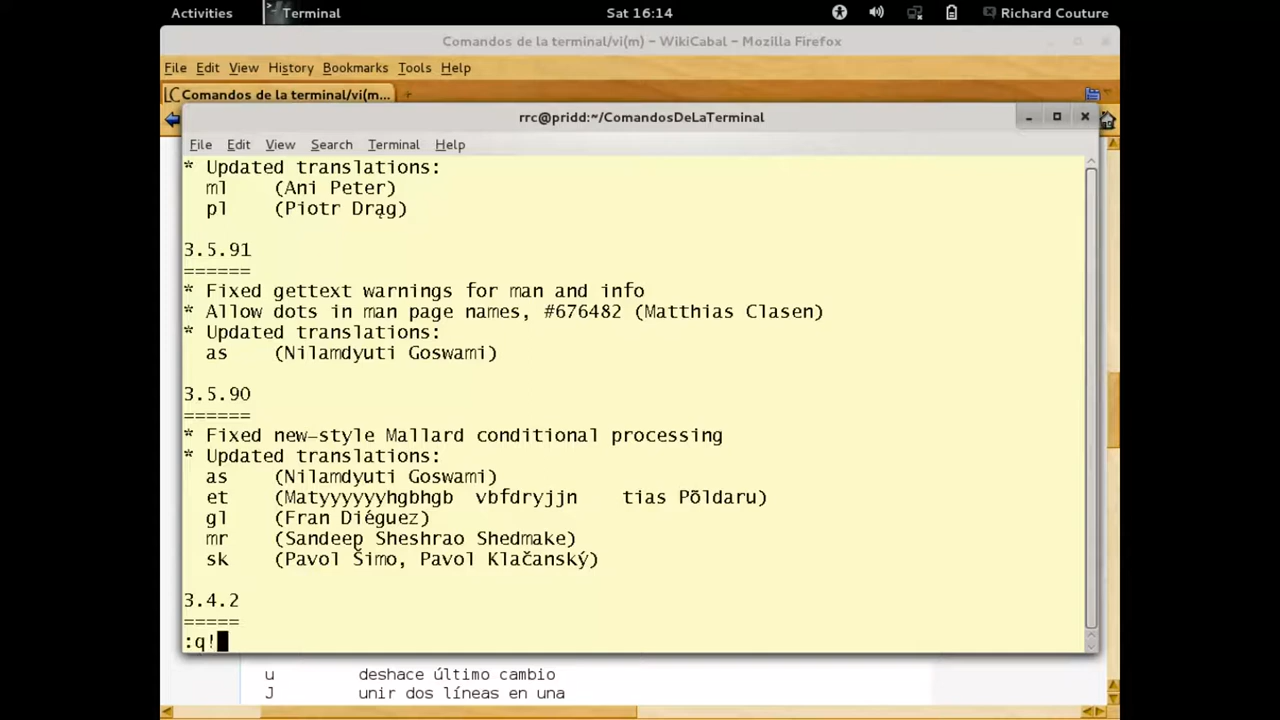 Activities Terminal Sat 16:14 Richard Couture
Comandos de la terminal/vi(m) – WikiCabal – Mozilla Firefox
File Edit View History Bookmarks Tools Help
Comandos de la terminal/vi(m...
rrc@pridd:~/ComandosDeLaTerminal
File Edit View Search Terminal Help
* Updated translations:
ml (Ani Peter)
pl (Piotr Drąg)
3.5.91
======
* Fixed gettext warnings for man and info
* Allow dots in man page names, #676482 (Matthias Clasen)
* Updated translations:
as (Nilamdyuti Goswami)
3.5.90
======
* Fixed new-style Mallard conditional processing
* Updated translations:
as (Nilamdyuti Goswami)
et (Matyyyyyyhgbhgb vbfdryjjn tias Põldaru)
gl (Fran Diéguez)
mr (Sandeep Sheshrao Shedmake)
sk (Pavol Šimo, Pavol Klačanský)
3.4.2
=====
:q!
u deshace último cambio
J unir dos líneas en una